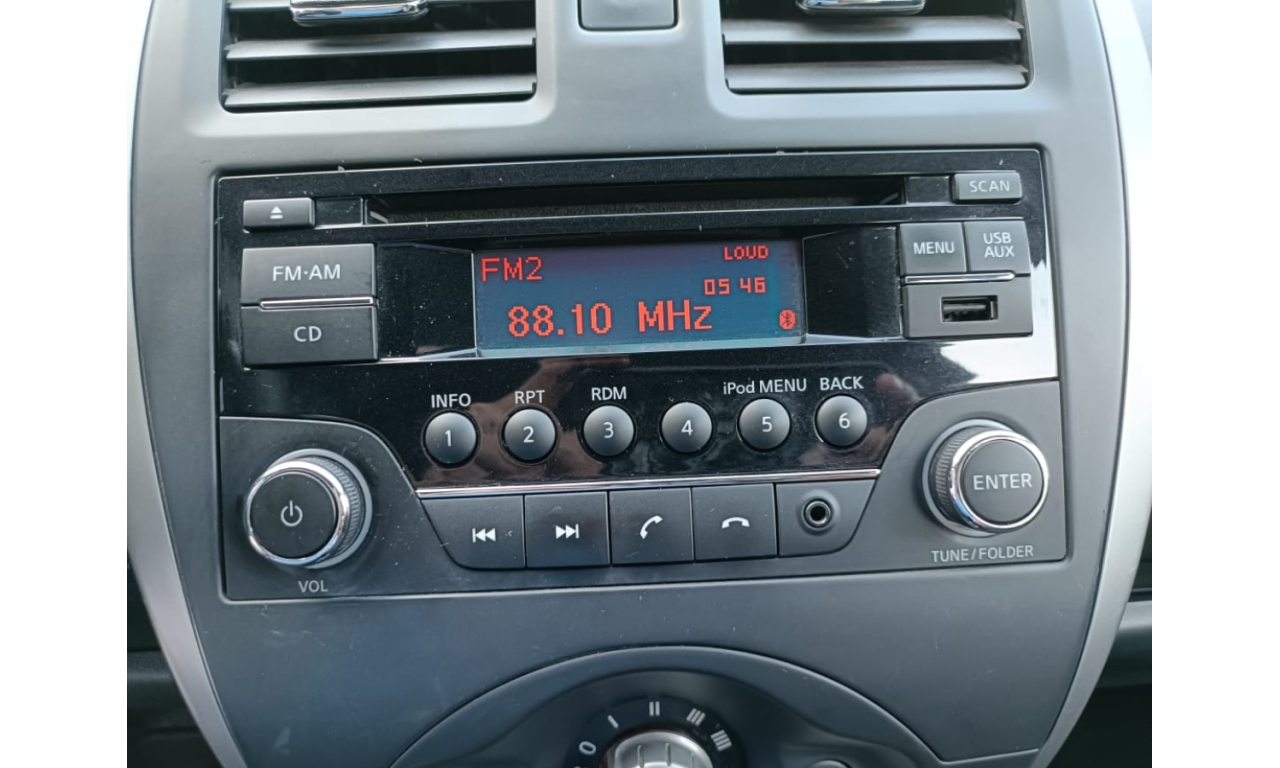 SCAN
FM·AM
CD
FM2
LOUD
05 46
88.10 MHz
MENU
USB
AUX
INFO
RPT
RDM
iPod MENU
BACK
1
2
3
4
5
6
ENTER
VOL
TUNE/FOLDER
0